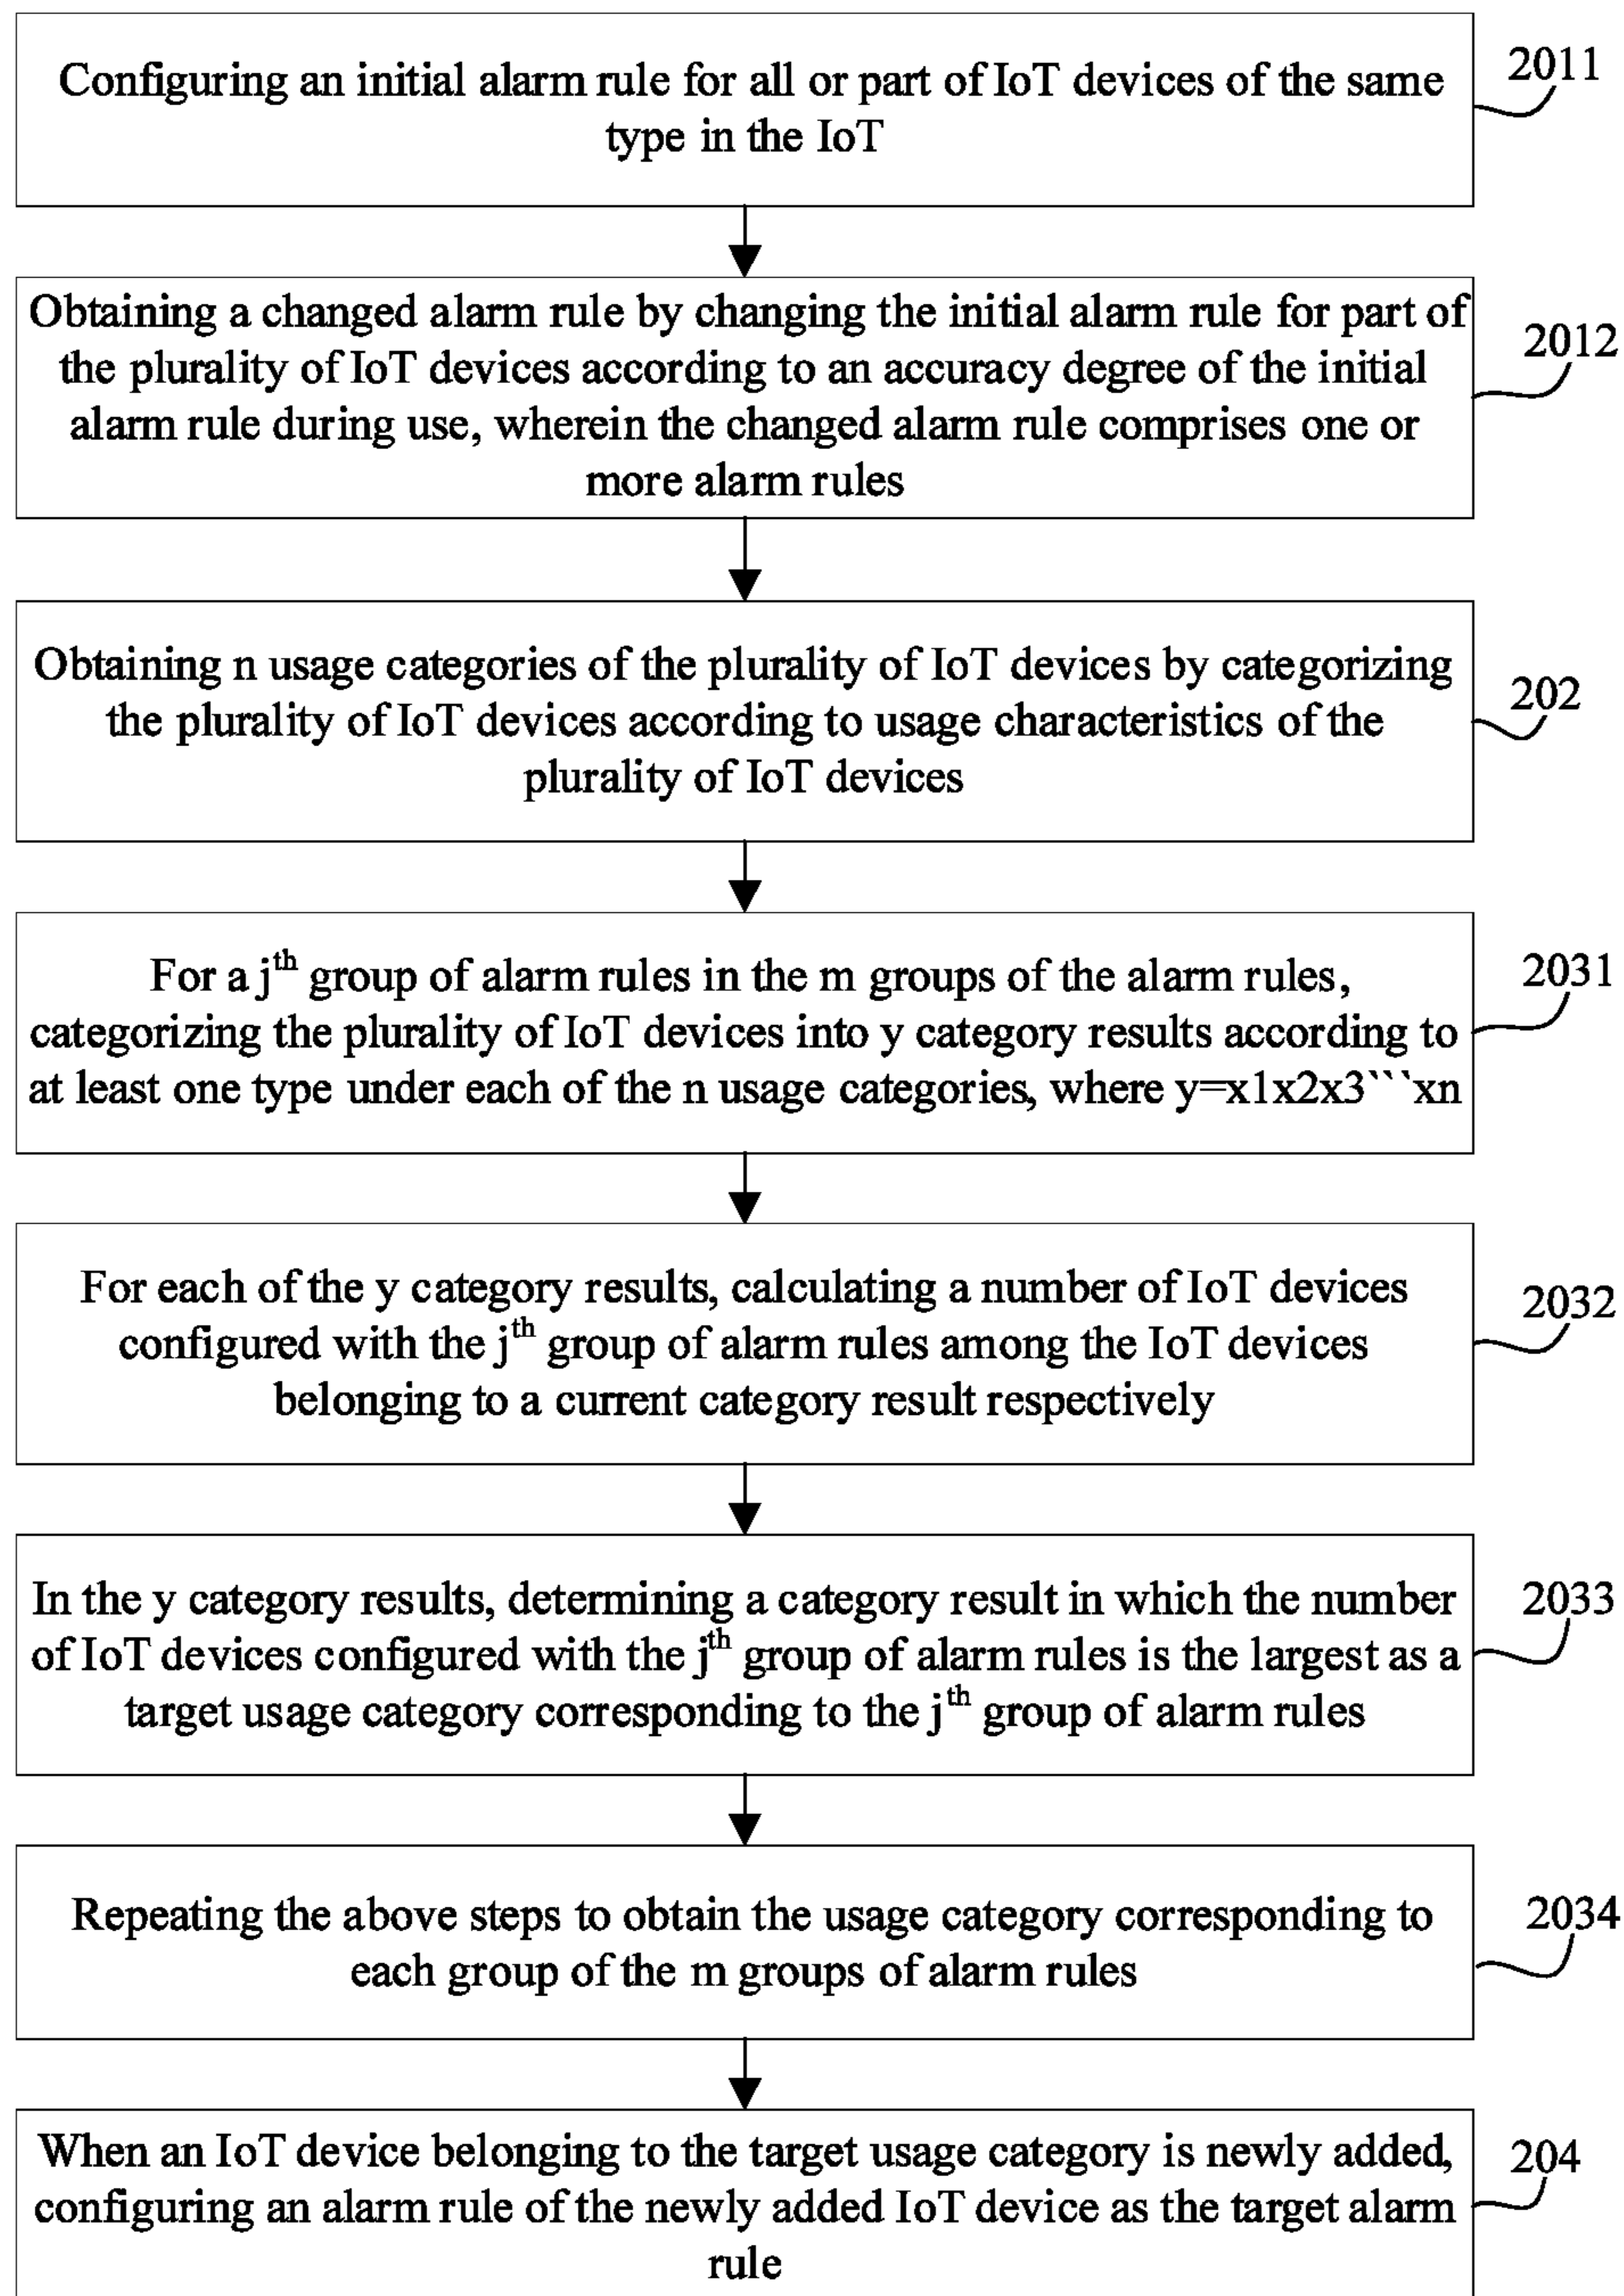 Configuring an initial alarm rule for all or part of IoT devices of the same
type in the IoT
2011
Obtaining a changed alarm rule by changing the initial alarm rule for part of
the plurality of IoT devices according to an accuracy degree of the initial
alarm rule during use, wherein the changed alarm rule comprises one or
more alarm rules
2012
Obtaining n usage categories of the plurality of IoT devices by categorizing
the plurality of IoT devices according to usage characteristics of the
plurality of IoT devices
202
For a jth group of alarm rules in the m groups of the alarm rules,
categorizing the plurality of IoT devices into y category results according to
at least one type under each of the n usage categories, where y=x1x2x3```xn
2031
For each of the y category results, calculating a number of IoT devices
configured with the jth group of alarm rules among the IoT devices
belonging to a current category result respectively
2032
In the y category results, determining a category result in which the number
of IoT devices configured with the jth group of alarm rules is the largest as a
target usage category corresponding to the jth group of alarm rules
2033
Repeating the above steps to obtain the usage category corresponding to
each group of the m groups of alarm rules
2034
When an IoT device belonging to the target usage category is newly added,
configuring an alarm rule of the newly added IoT device as the target alarm
rule
204